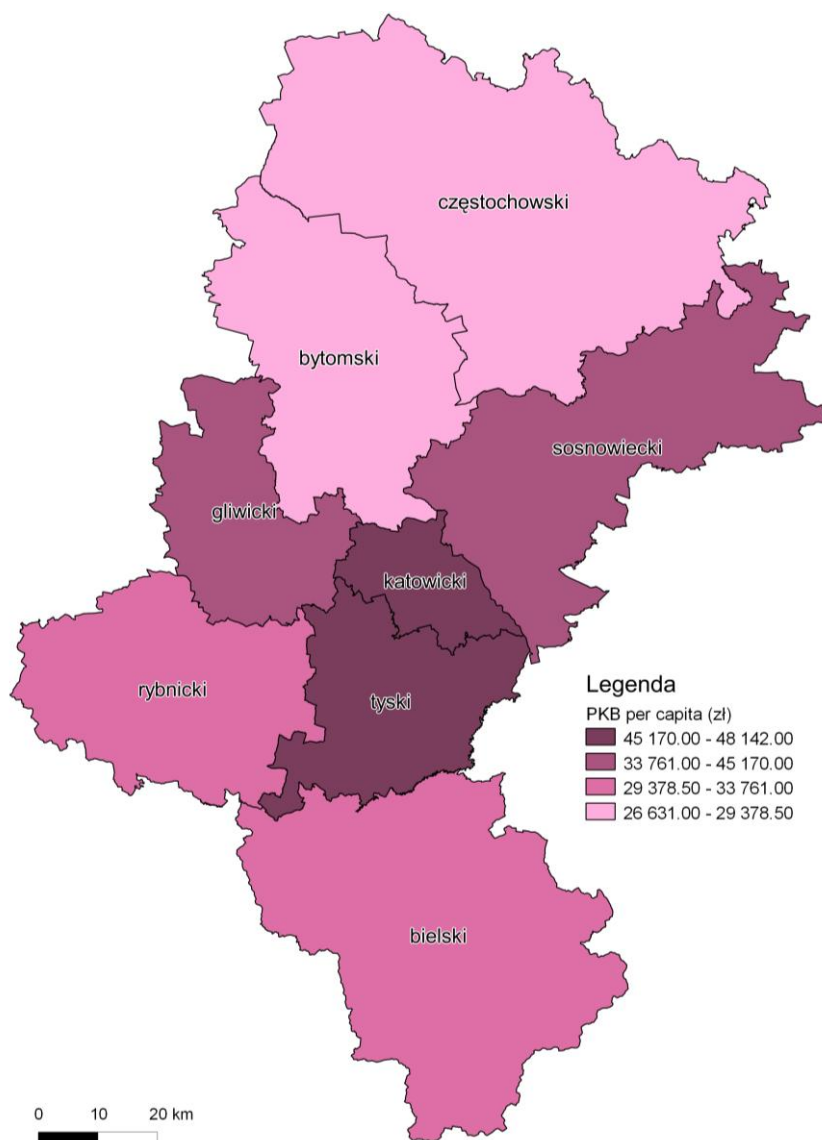 częstochowski
bytomski
sosnowiecki
gliwicki
katowicki
rybnicki
tyski
Legenda
PKB per capita (zł)
45 170.00 - 48 142.00
33 761.00 - 45 170.00
29 378.50 - 33 761.00
26 631.00 - 29 378.50
bielski
0 10 20 km